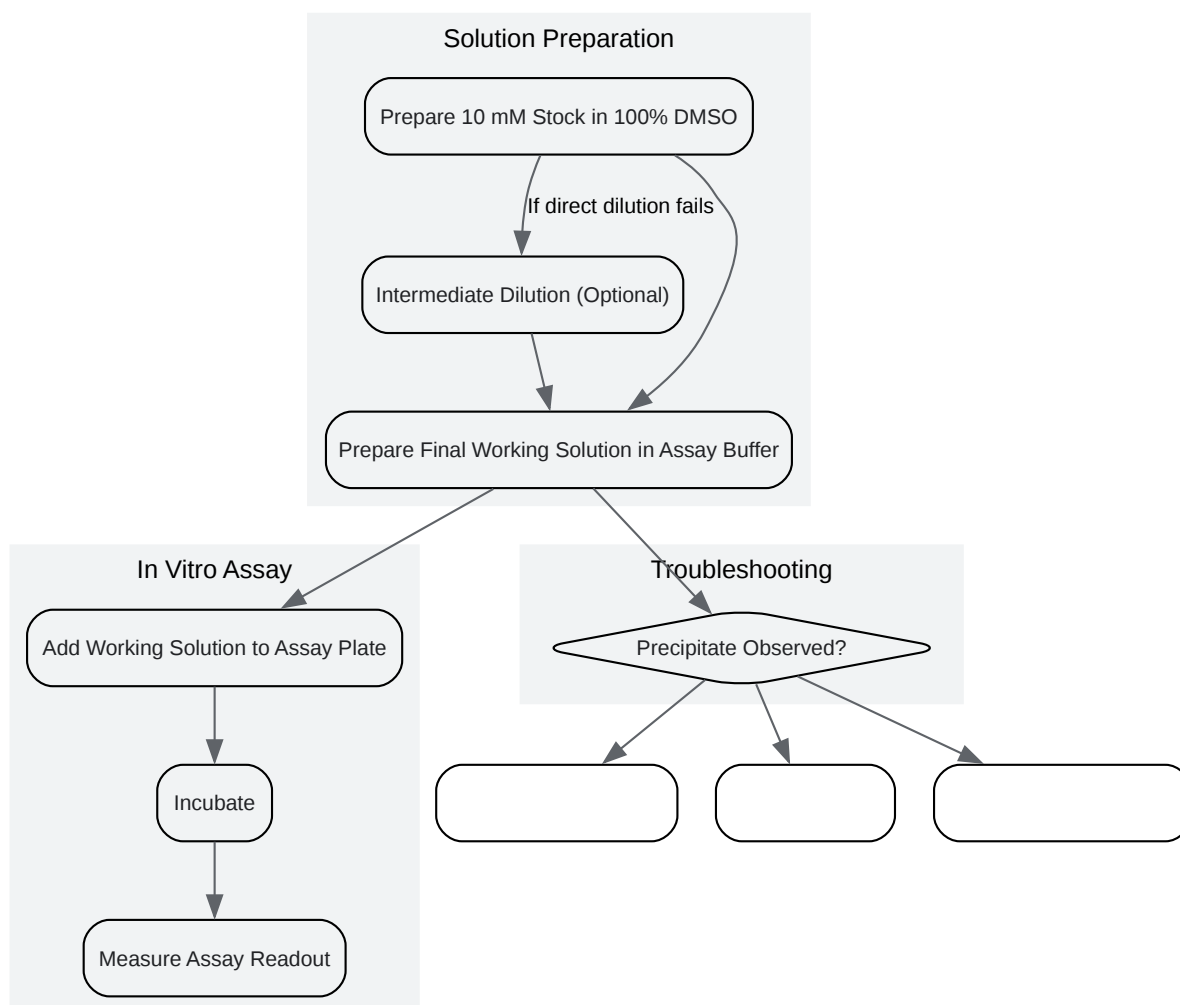 Solution Preparation
Prepare 10 mM Stock in 100% DMSO
If direct dilution fails
Intermediate Dilution (Optional)
Prepare Final Working Solution in Assay Buffer
In Vitro Assay
Add Working Solution to Assay Plate
Incubate
Measure Assay Readout
Troubleshooting
Precipitate Observed?